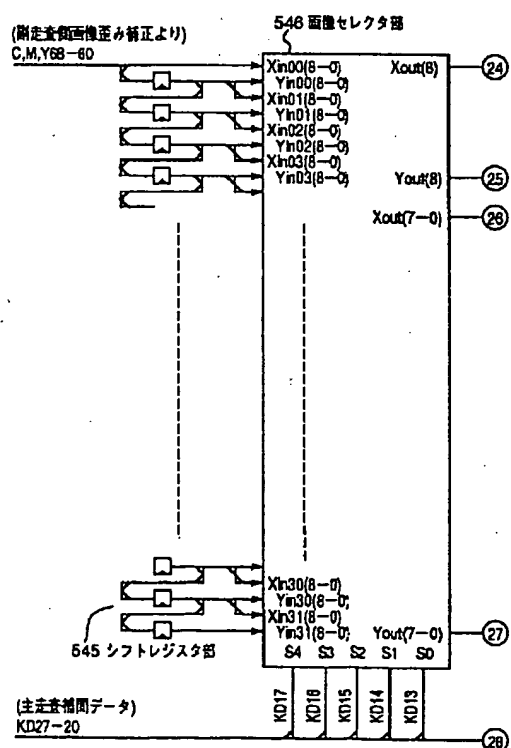 546 画像セレクタ部
(副走査側画像歪み補正より)
C,M,Y68-60
Xin00(8-0)
Yin00(8-0)
Xin01(8-0)
Yin01(8-0)
Xin02(8-0)
Yin02(8-0)
Xin03(8-0)
Yin03(8-0)
Xout(8)
24
Yout(8)
25
Xout(7-0)
26
Xin30(8-0)
Yin30(8-0)
Xin31(8-0)
Yin31(8-0)
Yout(7-0)
27
545 シフトレジスタ部
S4 S3 S2 S1 S0
KD17 KD16 KD15 KD14 KD13
(主走査補間データ)
KD27-20
28